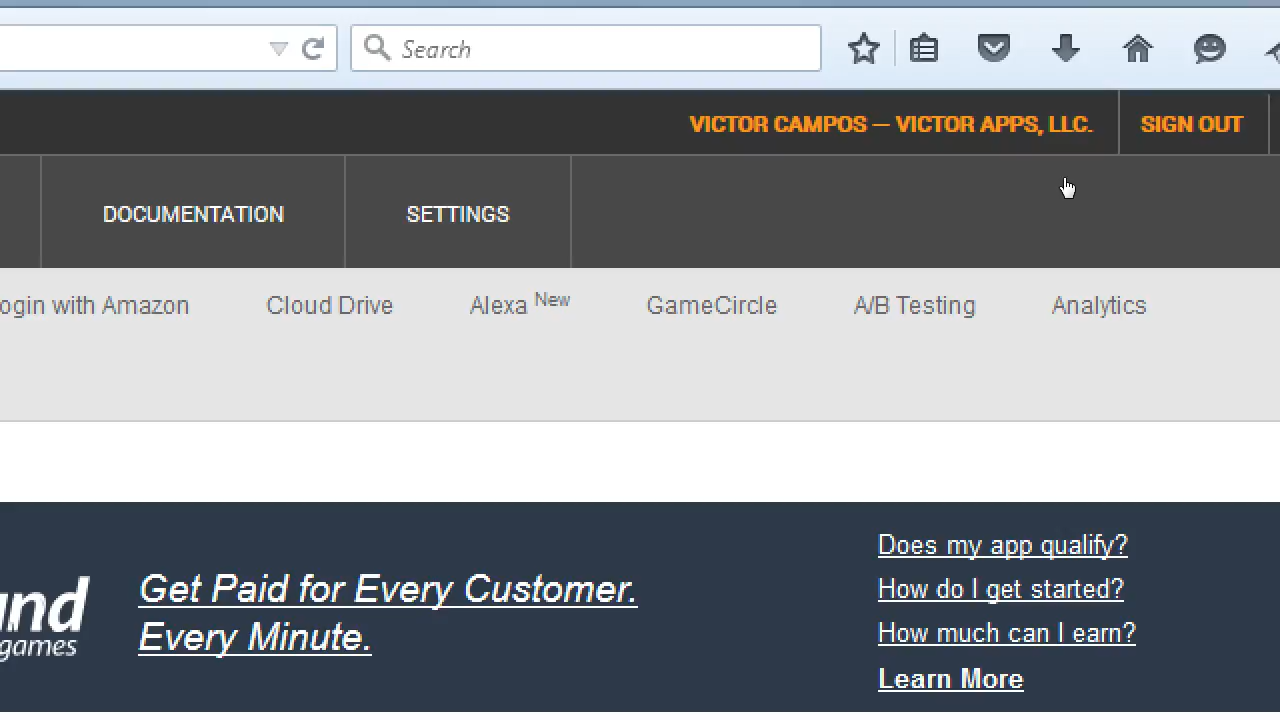 Search
VICTOR CAMPOS — VICTOR APPS, LLC. SIGN OUT
DOCUMENTATION SETTINGS
ogin with Amazon Cloud Drive Alexa New GameCircle A/B Testing Analytics
Does my app qualify?
Get Paid for Every Customer.
How do I get started?
und
Every Minute.
How much can I earn?
games
Learn More